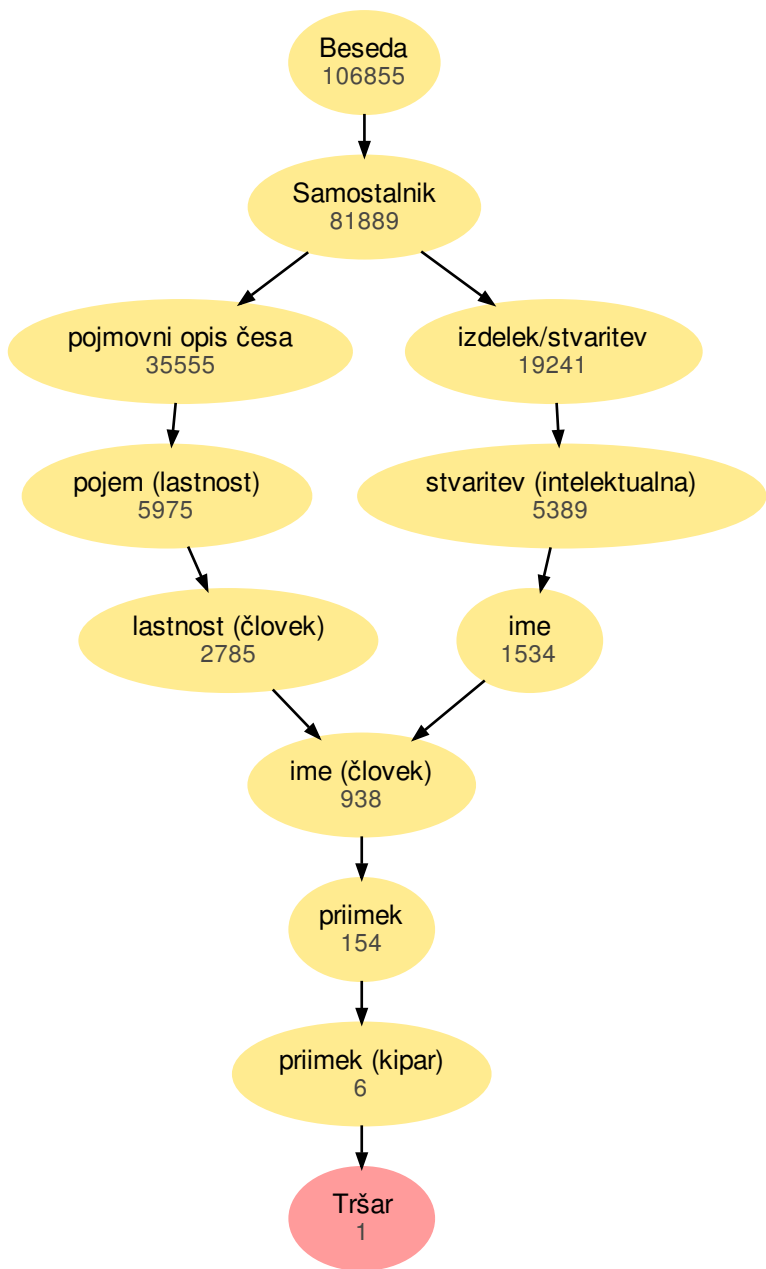 Beseda
106855
Samostalnik
81889
pojmovni opis česa
35555
izdelek/stvaritev
19241
pojem (lastnost)
5975
stvaritev (intelektualna)
5389
lastnost (človek)
2785
ime
1534
ime (človek)
938
priimek
154
priimek (kipar)
6
Tršar
1